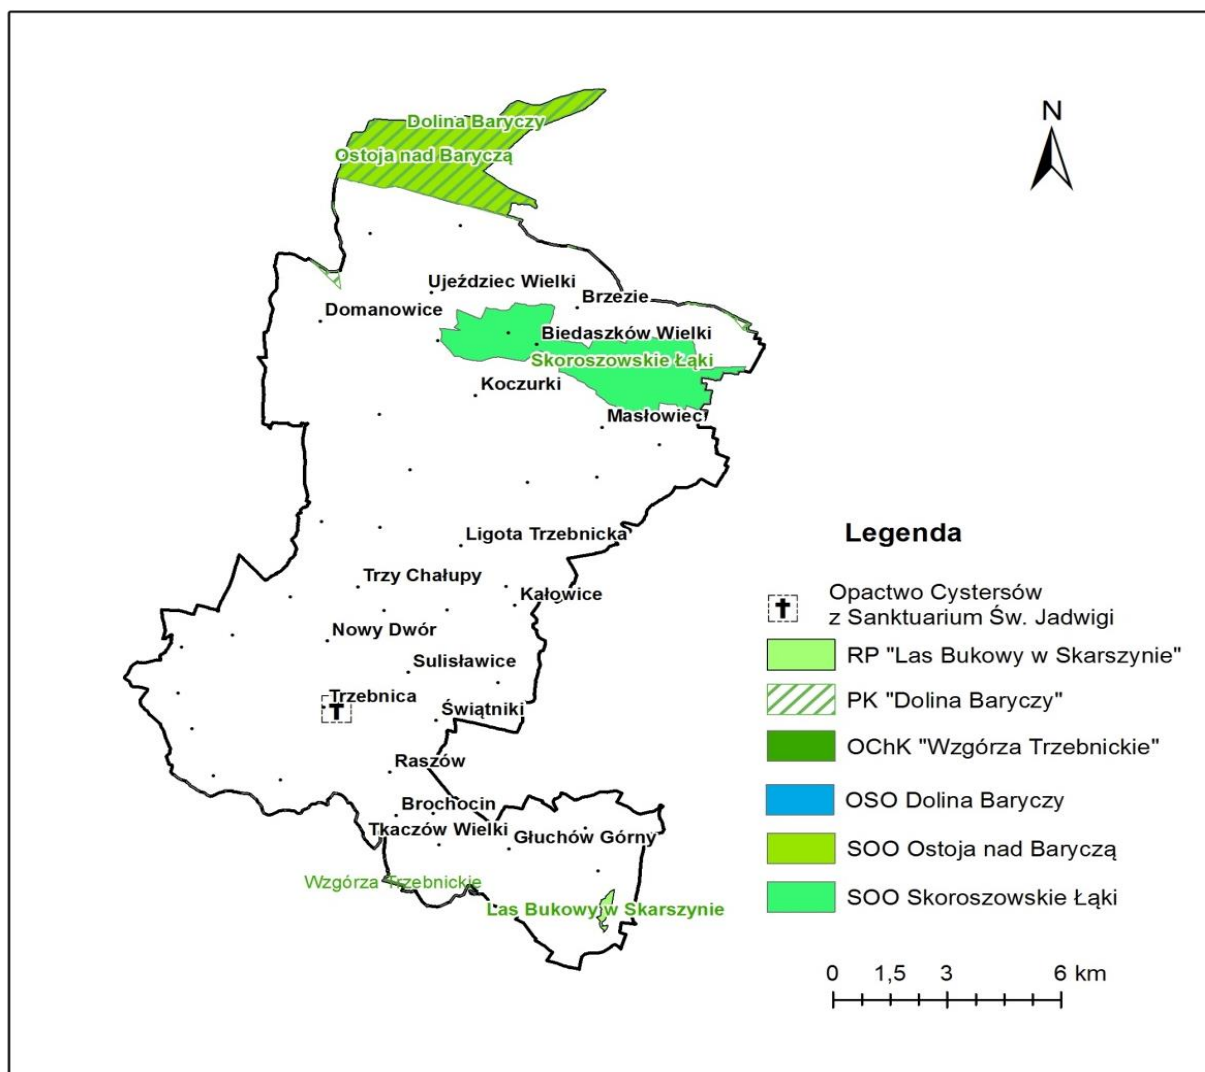 N
Dolina Baryczy
Ostoja nad Baryczą
Ujeździec Wielki
Brzezie
Domanowice
Biedaszków Wielki
Skoroszowskie Łąki
Koczurki
Masłowiec
Ligota Trzebnicka
Trzy Chałupy
Kałowice
Nowy Dwór
Sulisławice
Trzebnica
Świątniki
Raszów
Brochocin
Tkaczów Wielki
Głuchów Górny
Wzgórza Trzebnickie
Las Bukowy w Skarszynie
Legenda
Opactwo Cystersów
z Sanktuarium Św. Jadwigi
RP "Las Bukowy w Skarszynie"
PK "Dolina Baryczy"
OChK "Wzgórza Trzebnickie"
OSO Dolina Baryczy
SOO Ostoja nad Baryczą
SOO Skoroszowskie Łąki
0 1,5 3 6 km